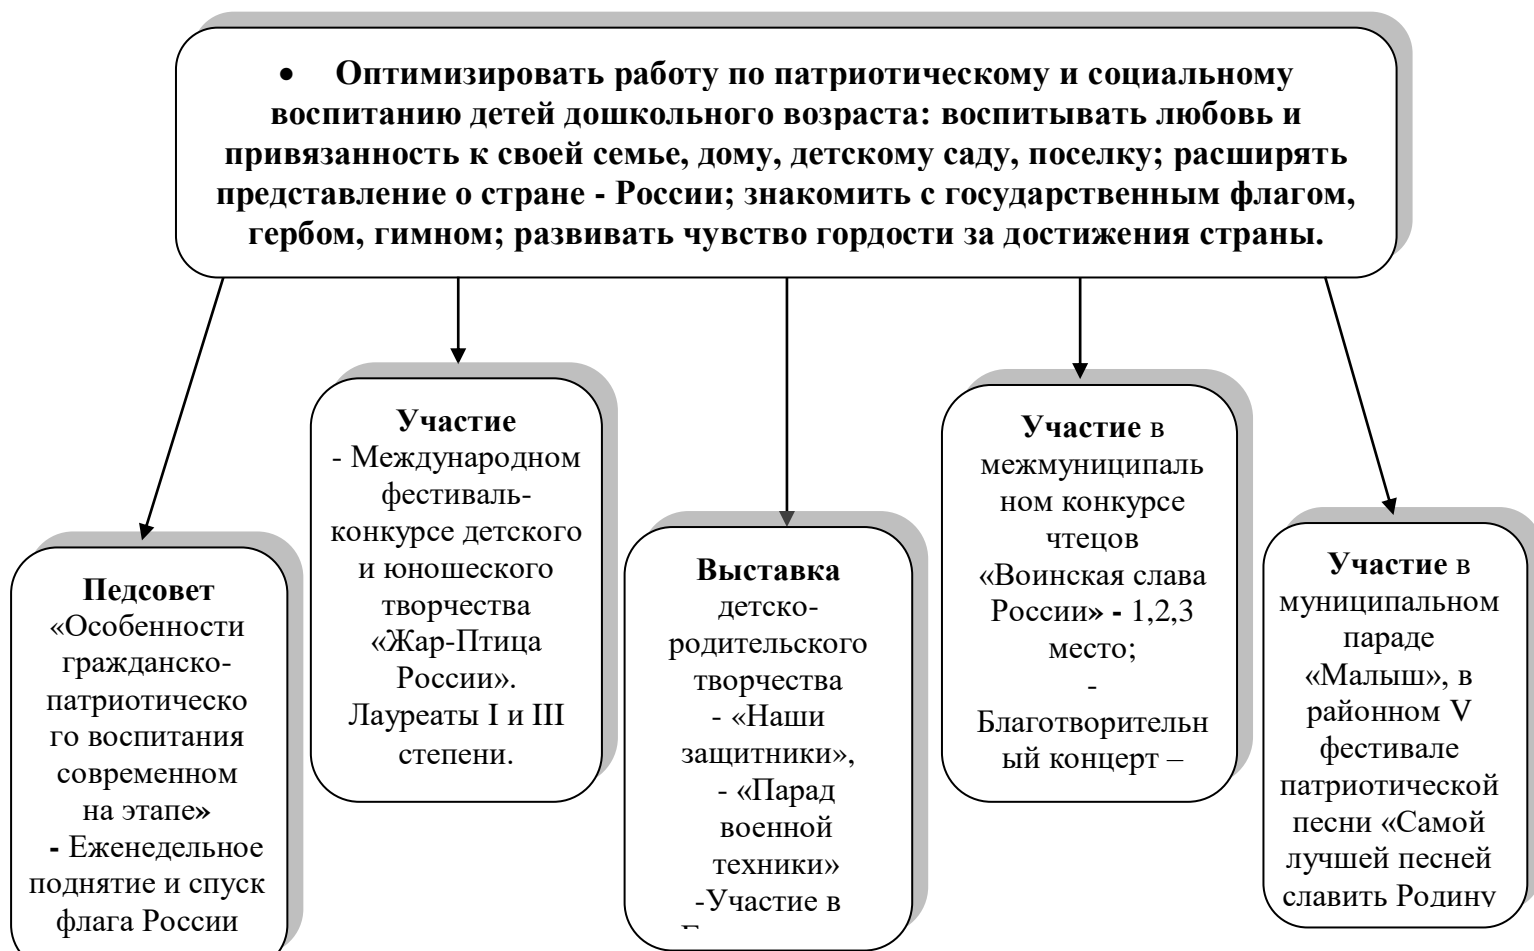 • Оптимизировать работу по патриотическому и социальному
воспитанию детей дошкольного возраста: воспитывать любовь и
привязанность к своей семье, дому, детскому саду, поселку; расширять
представление о стране - России; знакомить с государственным флагом,
гербом, гимном; развивать чувство гордости за достижения страны.
Педсовет
«Особенности
гражданско-
патриотическо
го воспитания
современном
на этапе»
- Еженедельное
поднятие и спуск
флага России
Участие
- Международном
фестиваль-
конкурсе детского
и юношеского
творчества
«Жар-Птица
России».
Лауреаты I и III
степени.
Выставка
детско-
родительского
творчества
- «Наши
защитники»,
- «Парад
военной
техники»
-Участие в
Участие в
межмуниципаль
ном конкурсе
чтецов
«Воинская слава
России» - 1,2,3
место;
-
Благотворительн
ый концерт –
Участие в
муниципальном
параде
«Малыш», в
районном V
фестивале
патриотической
песни «Самой
лучшей песней
славить Родину